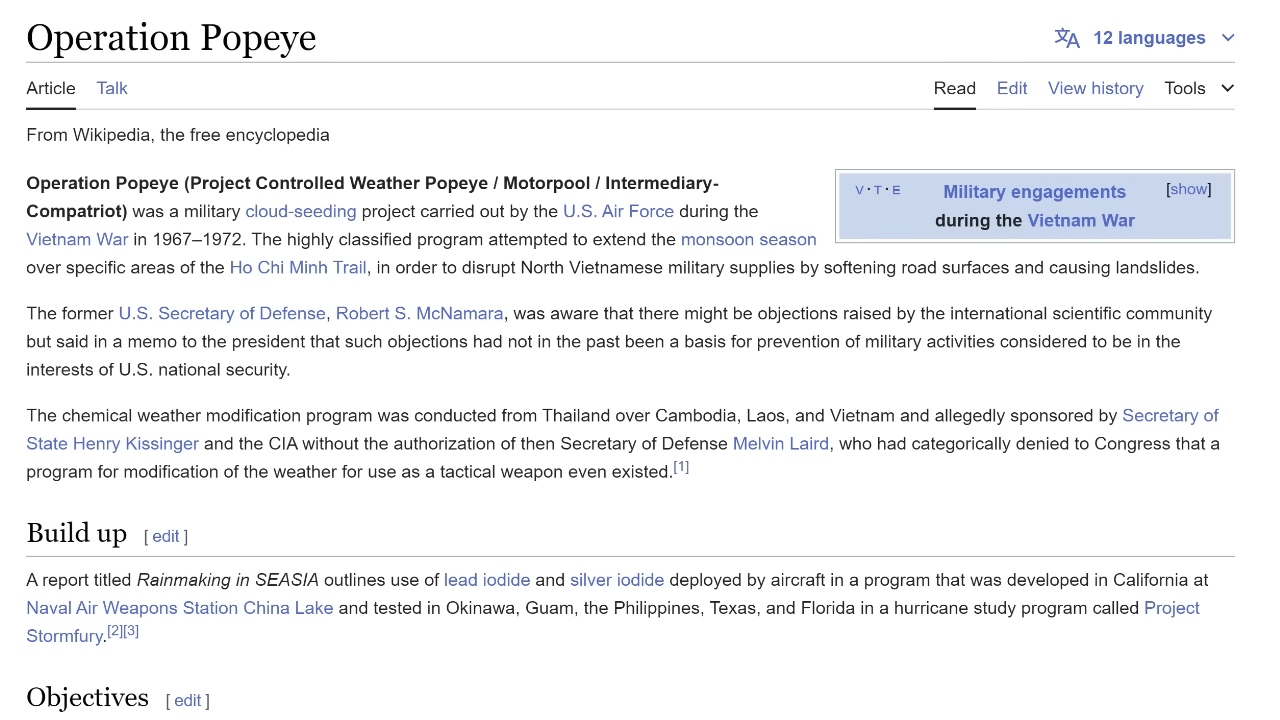 Operation Popeye
12 languages
Article Talk Read Edit View history Tools
From Wikipedia, the free encyclopedia
Operation Popeye (Project Controlled Weather Popeye / Motorpool / Intermediary-
Compatriot) was a military cloud-seeding project carried out by the U.S. Air Force during the
Vietnam War in 1967–1972. The highly classified program attempted to extend the monsoon season
over specific areas of the Ho Chi Minh Trail, in order to disrupt North Vietnamese military supplies by softening road surfaces and causing landslides.
V·T·E Military engagements [show]
during the Vietnam War
The former U.S. Secretary of Defense, Robert S. McNamara, was aware that there might be objections raised by the international scientific community
but said in a memo to the president that such objections had not in the past been a basis for prevention of military activities considered to be in the
interests of U.S. national security.
The chemical weather modification program was conducted from Thailand over Cambodia, Laos, and Vietnam and allegedly sponsored by Secretary of
State Henry Kissinger and the CIA without the authorization of then Secretary of Defense Melvin Laird, who had categorically denied to Congress that a
program for modification of the weather for use as a tactical weapon even existed.[1]
Build up [ edit ]
A report titled Rainmaking in SEASIA outlines use of lead iodide and silver iodide deployed by aircraft in a program that was developed in California at
Naval Air Weapons Station China Lake and tested in Okinawa, Guam, the Philippines, Texas, and Florida in a hurricane study program called Project
Stormfury.[2][3]
Objectives [ edit ]